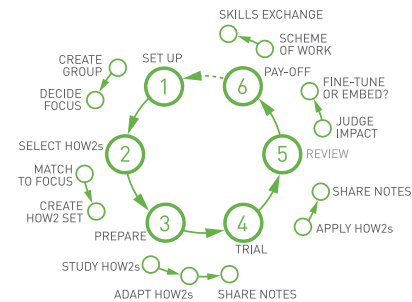 SKILLS EXCHANGE
SCHEME
OF WORK
SET UP
1
CREATE
GROUP
DECIDE
FOCUS
6
PAY-OFF
FINE-TUNE
OR EMBED?
JUDGE
IMPACT
SELECT HOW2s
2
5
REVIEW
MATCH
TO FOCUS
CREATE
HOW2 SET
SHARE NOTES
APPLY HOW2s
3
PREPARE
4
TRIAL
STUDY HOW2s
ADAPT HOW2s
SHARE NOTES